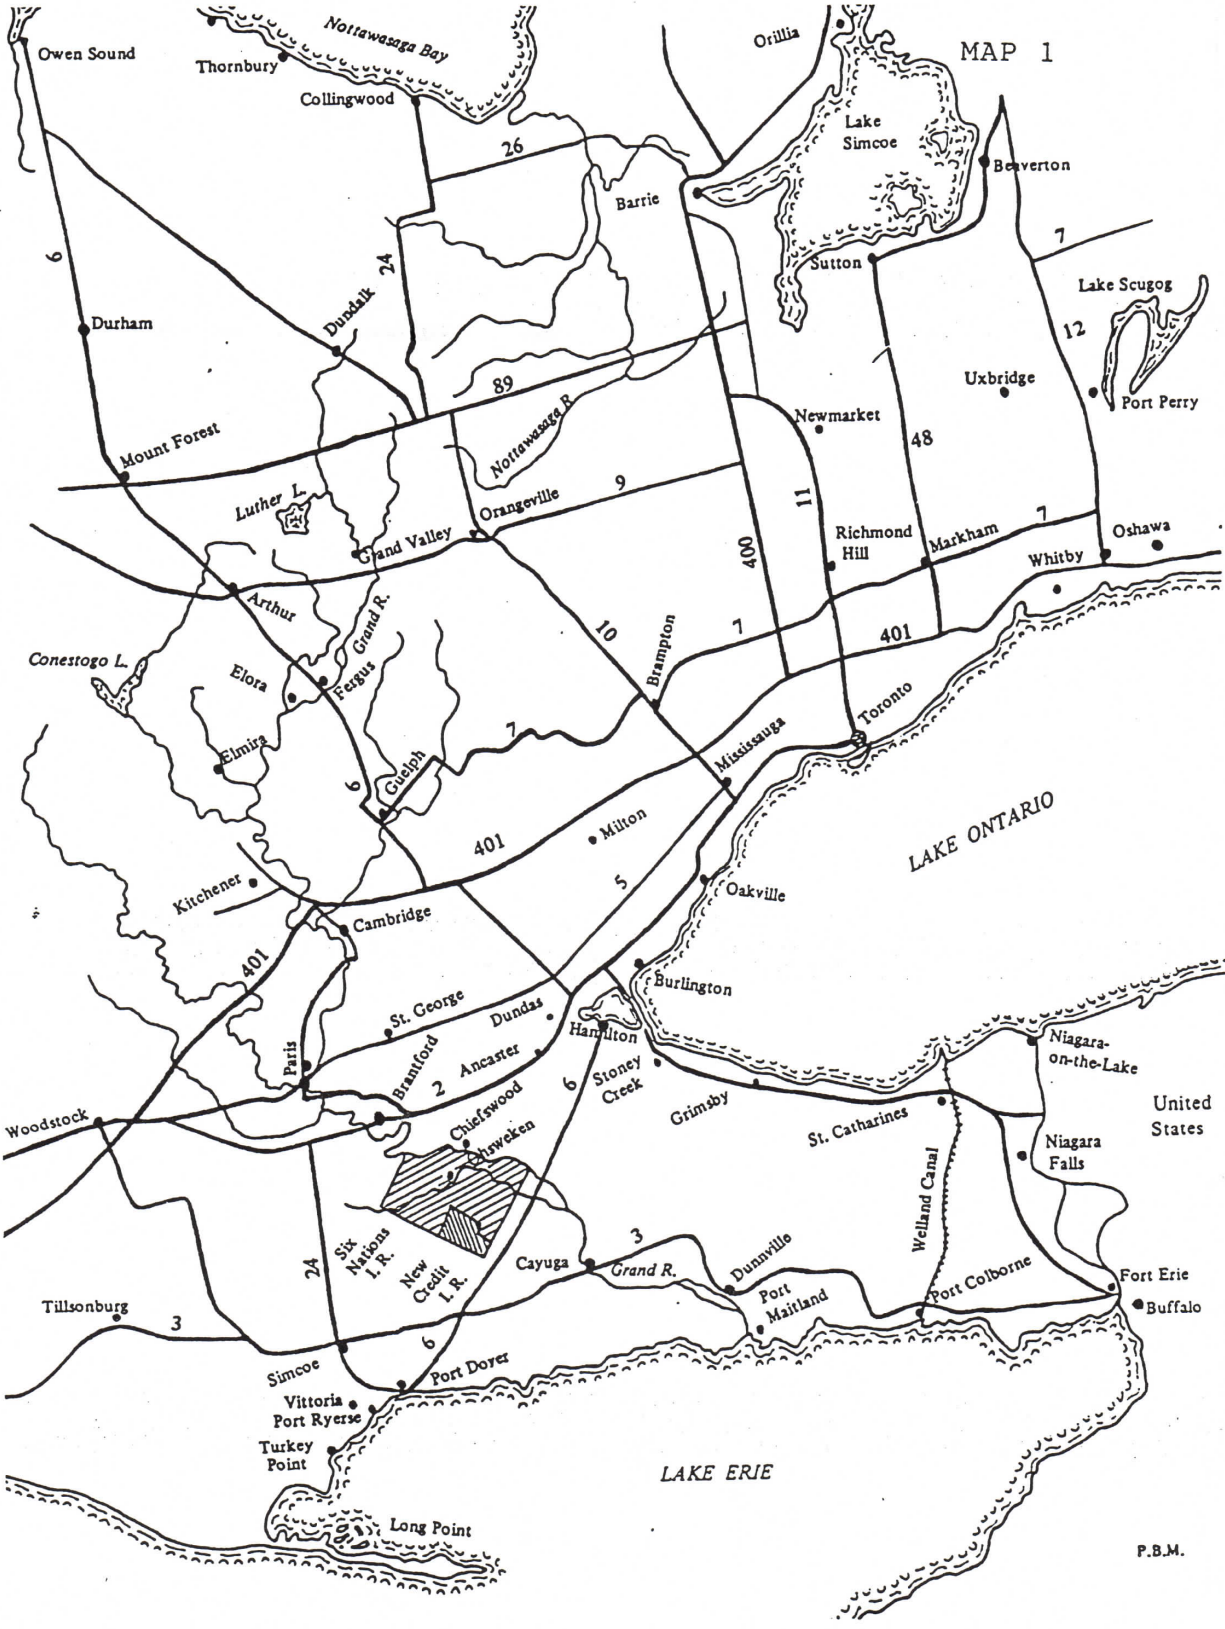 MAP 1
Nottawasaga Bay
Orillia
Owen Sound
Thornbury
Collingwood
Lake
Simcoe
26
Beaverton
Barrie
7
6
24
Sutton
Lake Scugog
Durham
Dundalk
12
Uxbridge
89
Port Perry
Nottawasaga R.
Newmarket
Mount Forest
48
Luther L.
Orangeville
9
11
Grand Valley
400
Richmond
Hill
Markham
7
Oshawa
Whitby
Arthur
Grand R.
10
7
401
Brampton
Conestogo L.
Elora
Fergus
Toronto
Elmira
7
Mississauga
6
Guelph
401
Milton
LAKE ONTARIO
5
Kitchener
Oakville
Cambridge
401
Burlington
St. George
Dundas
Hamilton
Niagara-
on-the-Lake
Paris
Brantford
2
Ancaster
6
Stoney
Creek
Grimsby
Woodstock
Chiefswood
Ohsweken
St. Catharines
United
States
Niagara
Falls
Welland Canal
24
Six
Nations
I. R.
New
Credit
I. R.
Cayuga
3
Grand R.
Dunnville
Port
Maitland
Port Colborne
Fort Erie
Buffalo
Tillsonburg
3
Simcoe
6
Port Dover
Vittoria
Port Ryerse
Turkey
Point
LAKE ERIE
Long Point
P.B.M.